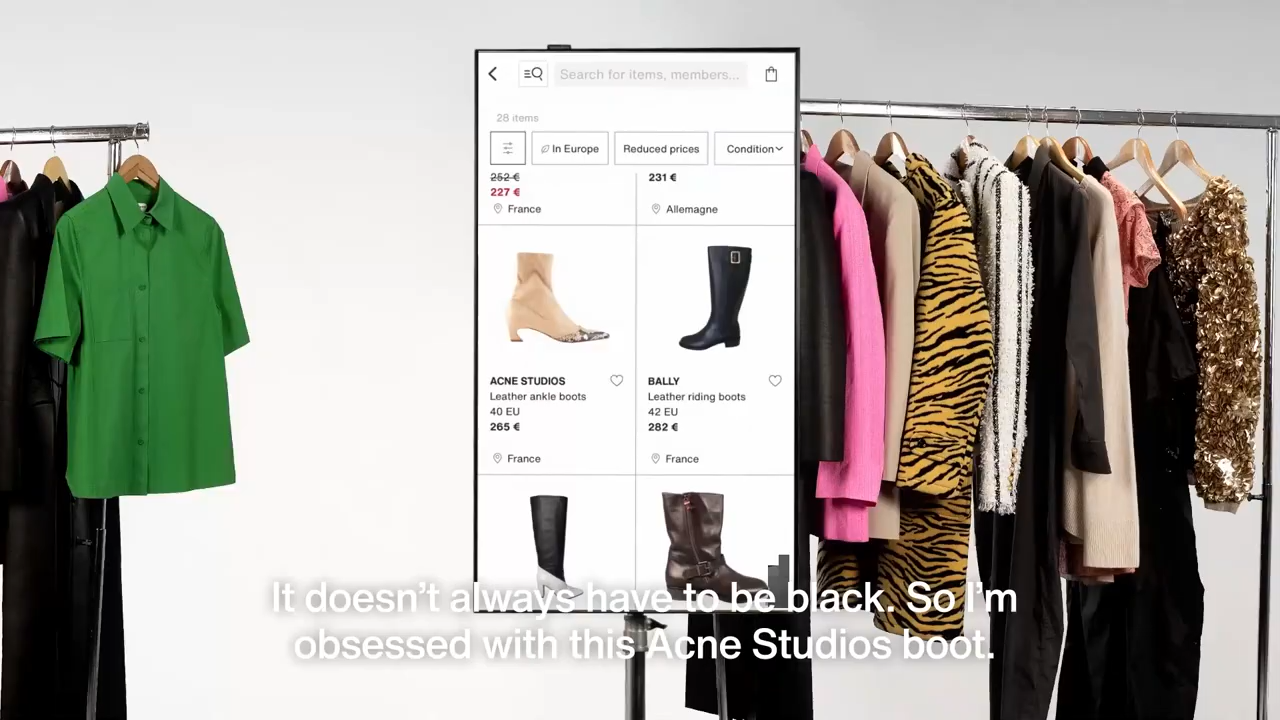 Search for items, members...
28 items
In Europe
Reduced prices
Condition
252 €
227 €
France
231 €
Allemagne
ACNE STUDIOS
Leather ankle boots
40 EU
265 €
France
BALLY
Leather riding boots
42 EU
282 €
France
It doesn't always have to be black. So I'm
obsessed with this Acne Studios boot.